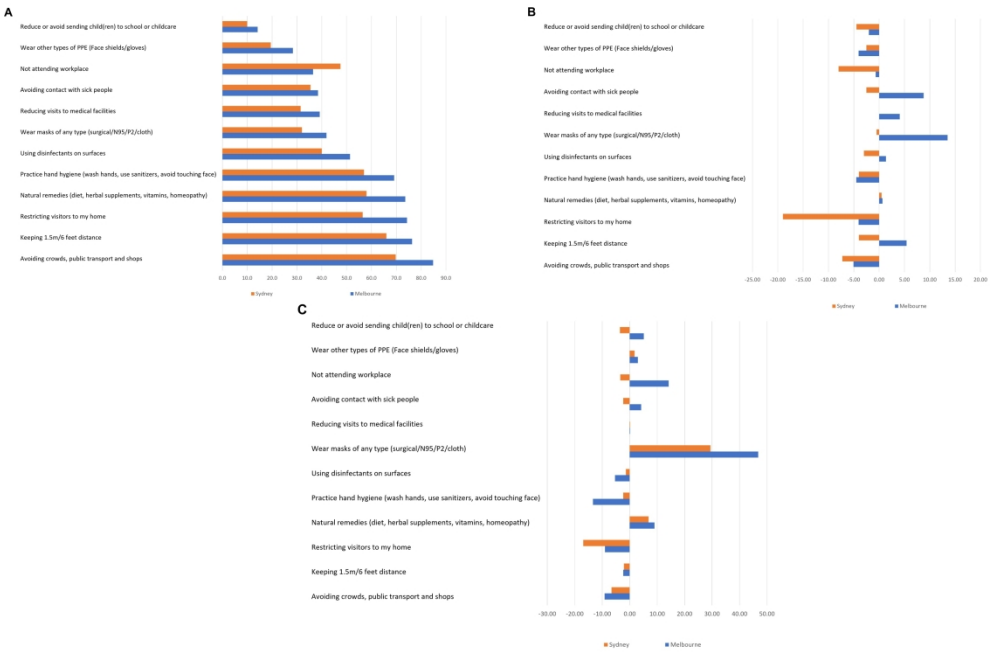 A
Reduce or avoid sending child(ren) to school or childcare
Wear other types of PPE (Face shields/gloves)
Not attending workplace
Avoiding contact with sick people
Reducing visits to medical facilities
Wear masks of any type (surgical/N95/P2/cloth)
Using disinfectants on surfaces
Practice hand hygiene (wash hands, use sanitizers, avoid touching face)
Natural remedies (diet, herbal supplements, vitamins, homeopathy)
Restricting visitors to my home
Keeping 1.5m/6 feet distance
Avoiding crowds, public transport and shops
0.0 10.0 20.0 30.0 40.0 50.0 60.0 70.0 80.0 90.0
Sydney Melbourne
B
Reduce or avoid sending child(ren) to school or childcare
Wear other types of PPE (Face shields/gloves)
Not attending workplace
Avoiding contact with sick people
Reducing visits to medical facilities
Wear masks of any type (surgical/N95/P2/cloth)
Using disinfectants on surfaces
Practice hand hygiene (wash hands, use sanitizers, avoid touching face)
Natural remedies (diet, herbal supplements, vitamins, homeopathy)
Restricting visitors to my home
Keeping 1.5m/6 feet distance
Avoiding crowds, public transport and shops
-25.00 -20.00 -15.00 -10.00 -5.00 0.00 5.00 10.00 15.00 20.00
Sydney Melbourne
C
Reduce or avoid sending child(ren) to school or childcare
Wear other types of PPE (Face shields/gloves)
Not attending workplace
Avoiding contact with sick people
Reducing visits to medical facilities
Wear masks of any type (surgical/N95/P2/cloth)
Using disinfectants on surfaces
Practice hand hygiene (wash hands, use sanitizers, avoid touching face)
Natural remedies (diet, herbal supplements, vitamins, homeopathy)
Restricting visitors to my home
Keeping 1.5m/6 feet distance
Avoiding crowds, public transport and shops
-30.00 -20.00 -10.00 0.00 10.00 20.00 30.00 40.00 50.00
Sydney Melbourne